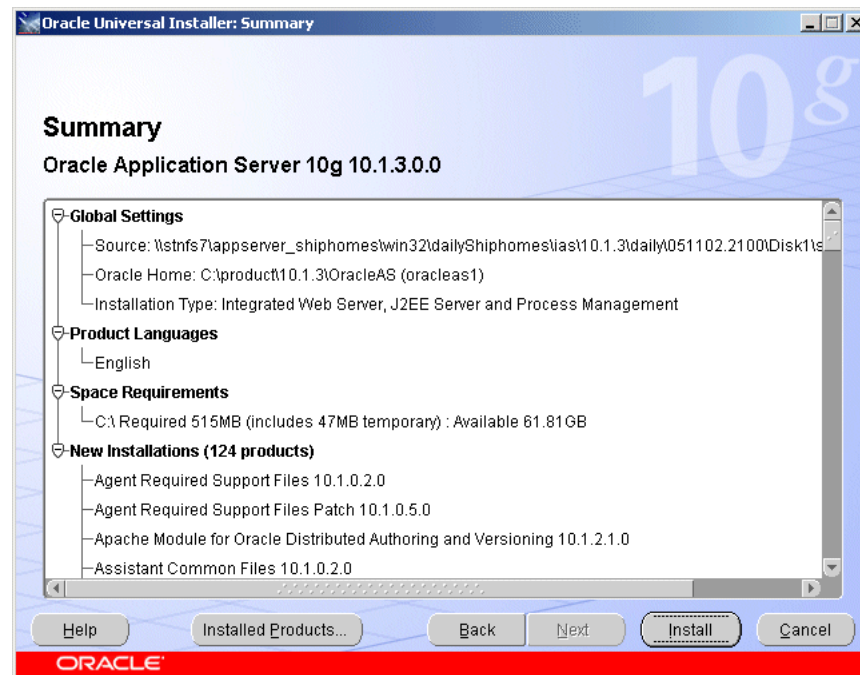 Oracle Universal Installer: Summary
10g
Summary
Oracle Application Server 10g 10.1.3.0.0
Global Settings
Source: \\stnfs7\appserver_shiphomes\win32\dailyShiphomes\ias\10.1.3\daily\051102.2100\Disk1\s
Oracle Home: C:\product\10.1.3\OracleAS (oracleas1)
Installation Type: Integrated Web Server, J2EE Server and Process Management
Product Languages
English
Space Requirements
C:\ Required 515MB (includes 47MB temporary) : Available 61.81GB
New Installations (124 products)
Agent Required Support Files 10.1.0.2.0
Agent Required Support Files Patch 10.1.0.5.0
Apache Module for Oracle Distributed Authoring and Versioning 10.1.2.1.0
Assistant Common Files 10.1.0.2.0
Help Installed Products... Back Next Install Cancel
ORACLE